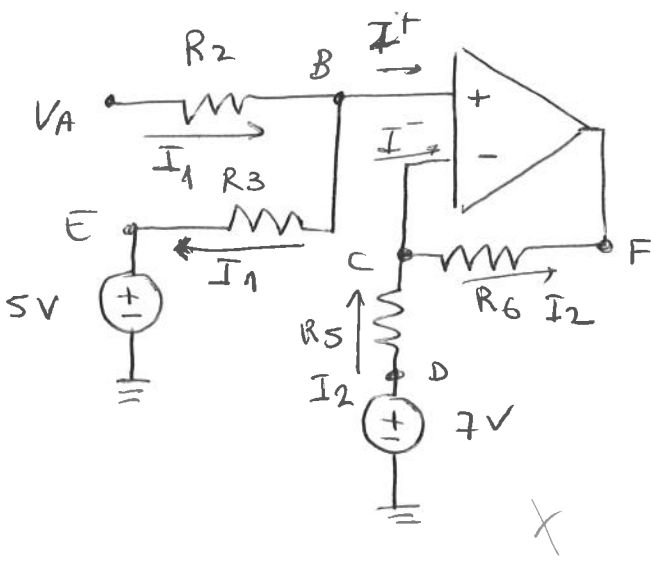 R2
B
I+
VA
I1
+
I-
-
R3
E
I1
C
F
R6
I2
5V
+
-
R5
D
I2
+
-
7V
X